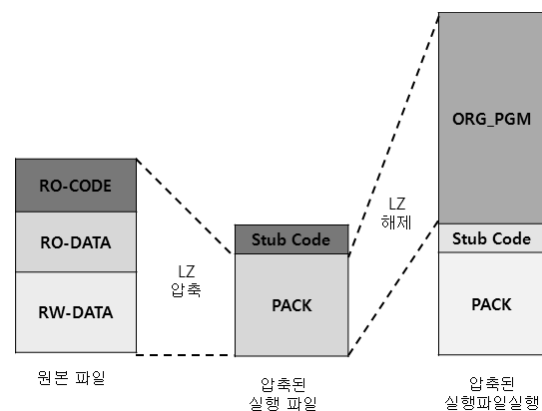 RO-CODE
RO-DATA
RW-DATA
원본 파일
LZ
압축
Stub Code
PACK
압축된
실행 파일
LZ
해제
ORG_PGM
Stub Code
PACK
압축된
실행파일실행